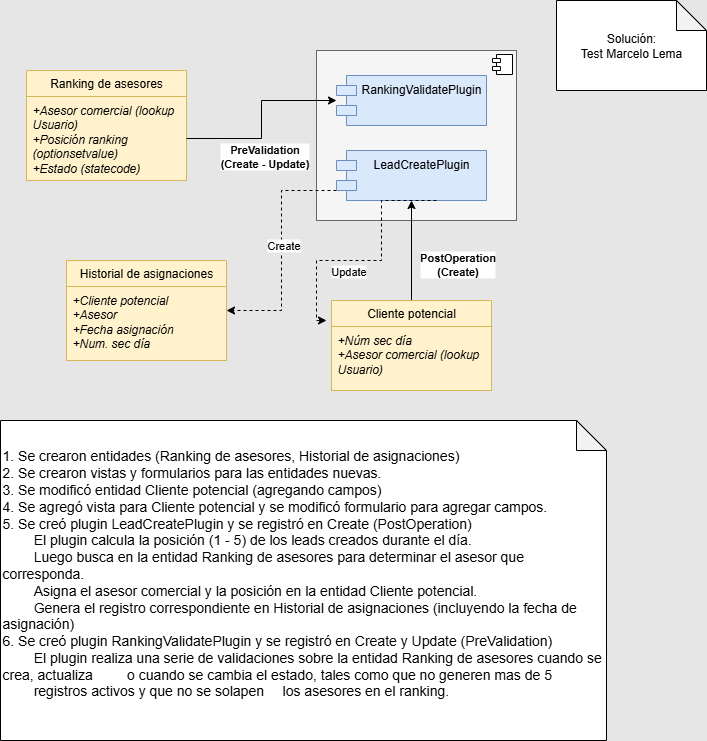 Solución:
Test Marcelo Lema
Ranking de asesores
+Asesor comercial (lookup
Usuario)
+Posición ranking
(optionsetvalue)
+Estado (statecode)
RankingValidatePlugin
PreValidation
(Create - Update)
LeadCreatePlugin
Create
Update
PostOperation
(Create)
Historial de asignaciones
+Cliente potencial
+Asesor
+Fecha asignación
+Num. sec día
Cliente potencial
+Núm sec día
+Asesor comercial (lookup
Usuario)
1. Se crearon entidades (Ranking de asesores, Historial de asignaciones)
2. Se crearon vistas y formularios para las entidades nuevas.
3. Se modificó entidad Cliente potencial (agregando campos)
4. Se agregó vista para Cliente potencial y se modificó formulario para agregar campos.
5. Se creó plugin LeadCreatePlugin y se registró en Create (PostOperation)
El plugin calcula la posición (1 - 5) de los leads creados durante el día.
Luego busca en la entidad Ranking de asesores para determinar el asesor que
corresponda.
Asigna el asesor comercial y la posición en la entidad Cliente potencial.
Genera el registro correspondiente en Historial de asignaciones (incluyendo la fecha de
asignación)
6. Se creó plugin RankingValidatePlugin y se registró en Create y Update (PreValidation)
El plugin realiza una serie de validaciones sobre la entidad Ranking de asesores cuando se
crea, actualiza o cuando se cambia el estado, tales como que no generen mas de 5
registros activos y que no se solapen los asesores en el ranking.